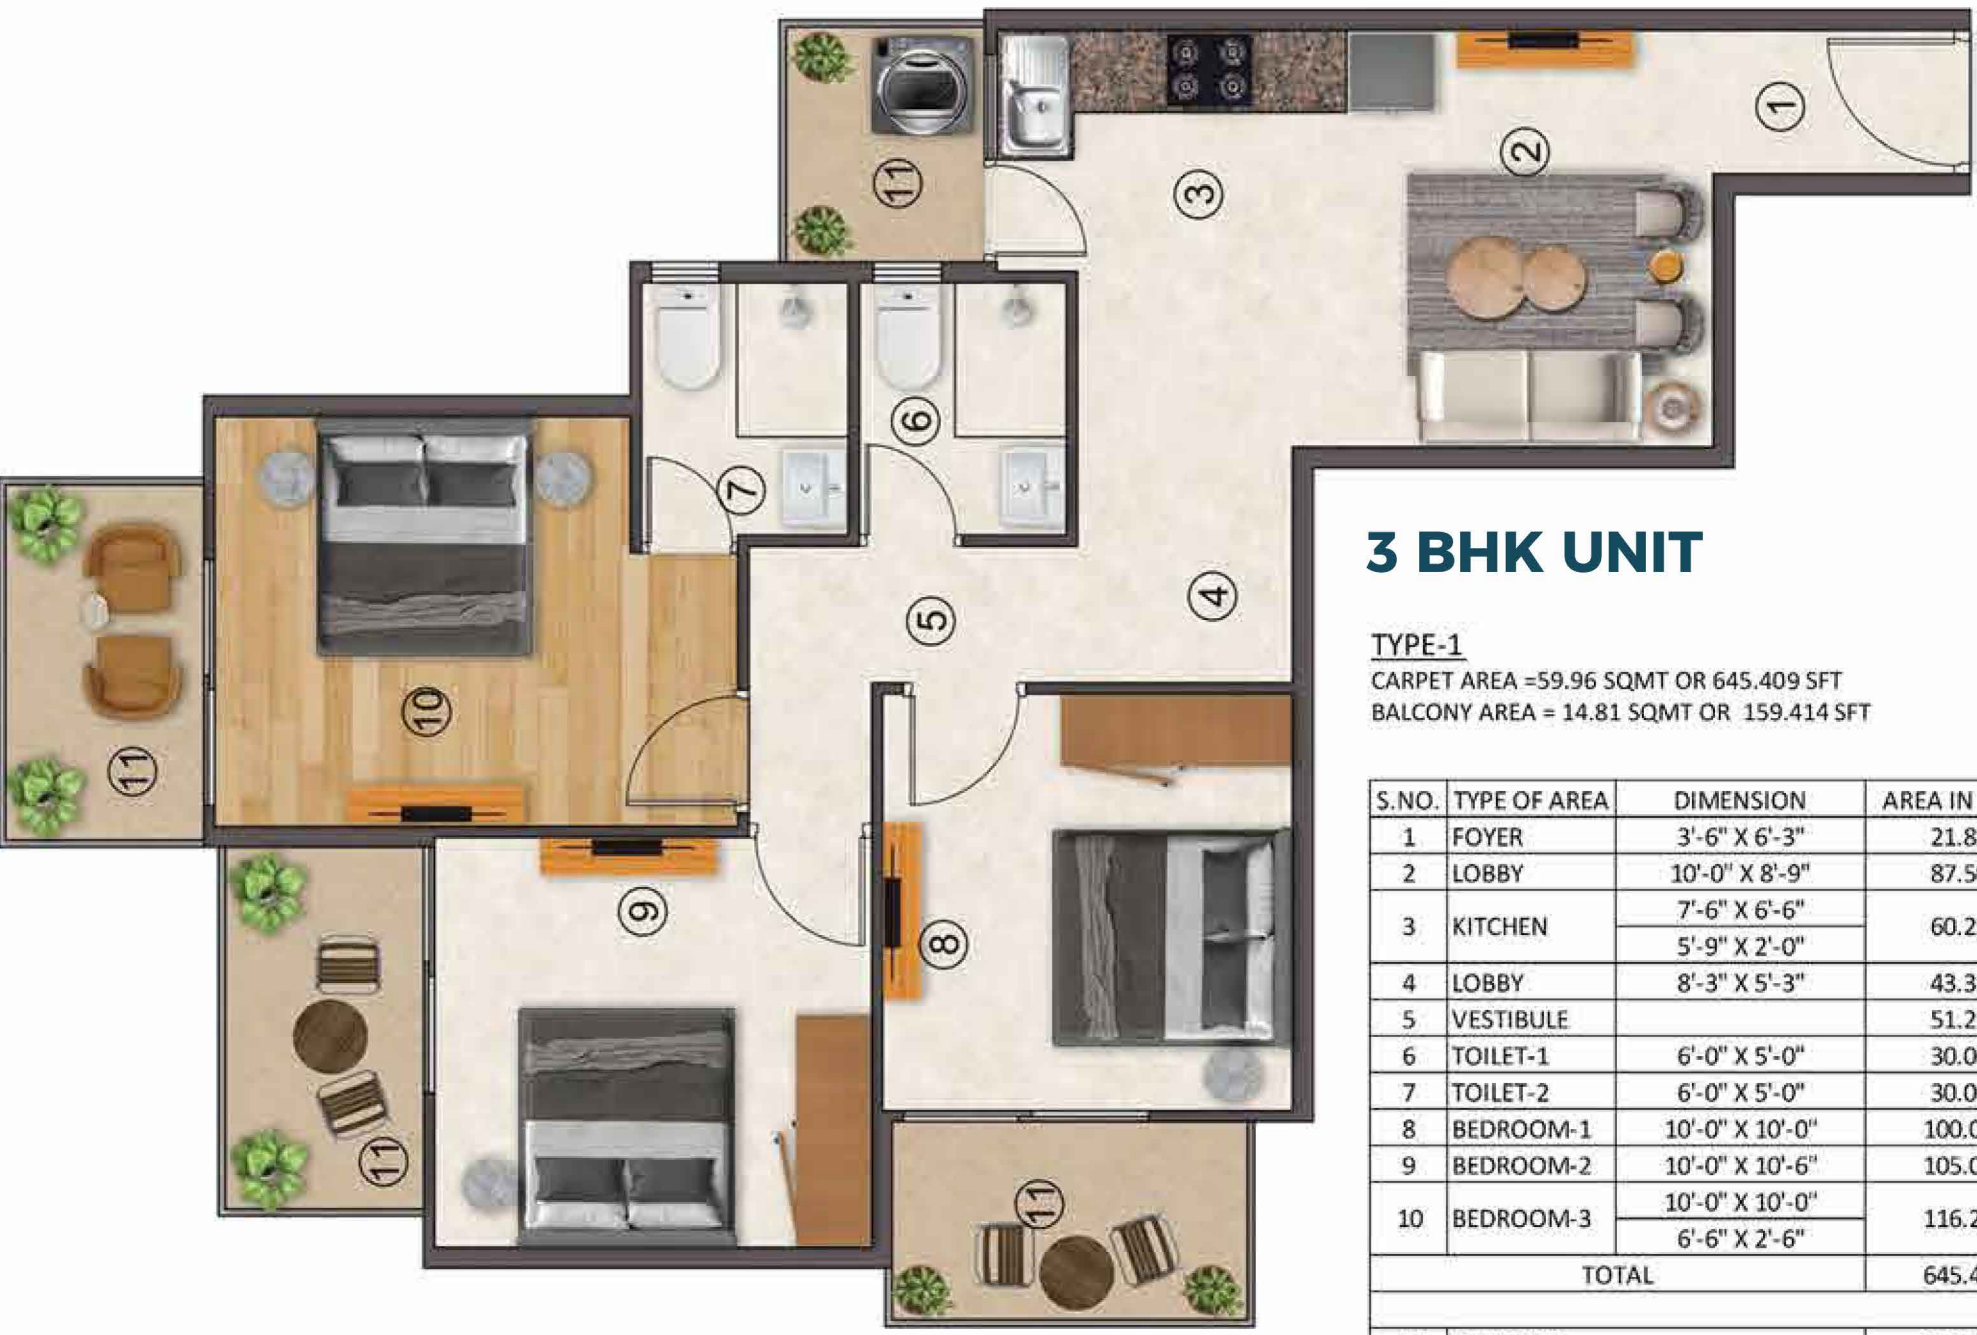 1
2
3
11
6
7
4
5
10
11
9
8
11
11
3 BHK UNIT
TYPE-1
CARPET AREA =59.96 SQMT OR 645.409 SFT
BALCONY AREA = 14.81 SQMT OR 159.414 SFT
S.NO. TYPE OF AREA DIMENSION AREA IN
1 FOYER 3'-6" X 6'-3" 21.8
2 LOBBY 10'-0" X 8'-9" 87.5
3 KITCHEN 7'-6" X 6'-6" 60.2
5'-9" X 2'-0"
4 LOBBY 8'-3" X 5'-3" 43.3
5 VESTIBULE 51.2
6 TOILET-1 6'-0" X 5'-0" 30.0
7 TOILET-2 6'-0" X 5'-0" 30.0
8 BEDROOM-1 10'-0" X 10'-0" 100.0
9 BEDROOM-2 10'-0" X 10'-6" 105.0
10 BEDROOM-3 10'-0" X 10'-0" 116.2
6'-6" X 2'-6"
TOTAL 645.4